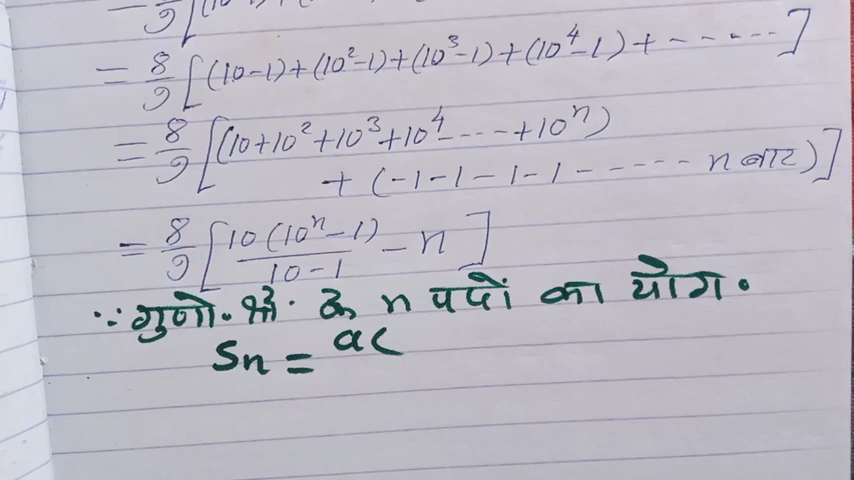 = 8/9 [(10-1)+(10²-1)+(10³-1)+(10⁴-1)+------]
= 8/9 [(10+10²+10³+10⁴----+10ⁿ)
+ (-1-1-1-1------ n बार)]
= 8/9 [10(10ⁿ-1)/10-1 - n]
∵ गुणो. श्रे. के n पदों का योग.
Sn = a(